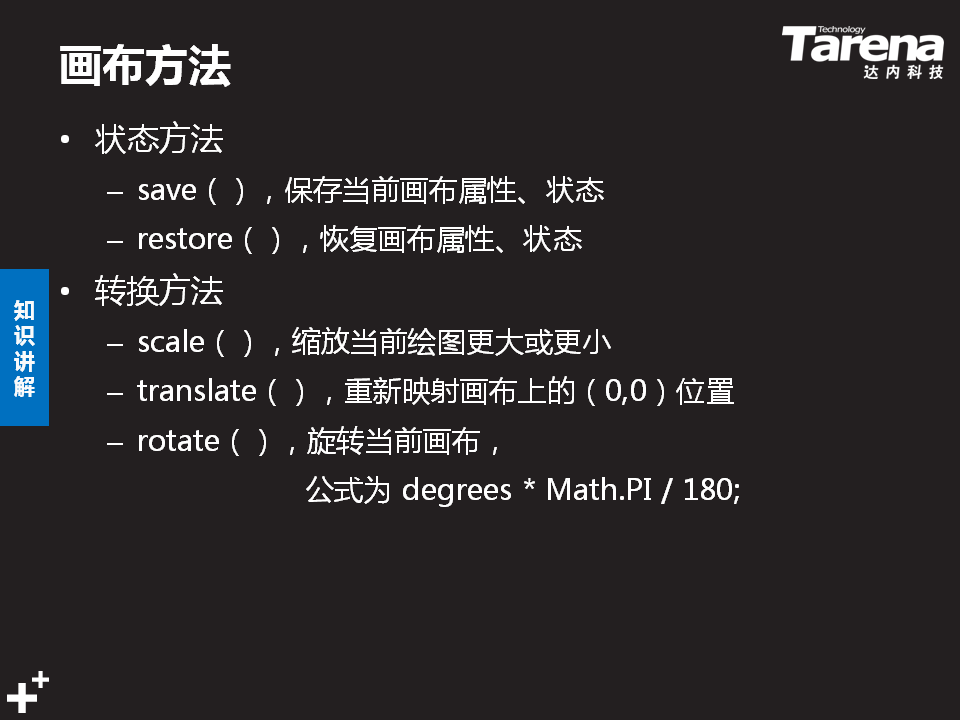 画布方法
Technology
Tarena
达内科技
• 状态方法
– save（ ），保存当前画布属性、状态
– restore（ ），恢复画布属性、状态
• 转换方法
– scale（ ），缩放当前绘图更大或更小
– translate（ ），重新映射画布上的（0,0）位置
– rotate（ ），旋转当前画布，
公式为 degrees * Math.PI / 180;
知识讲解